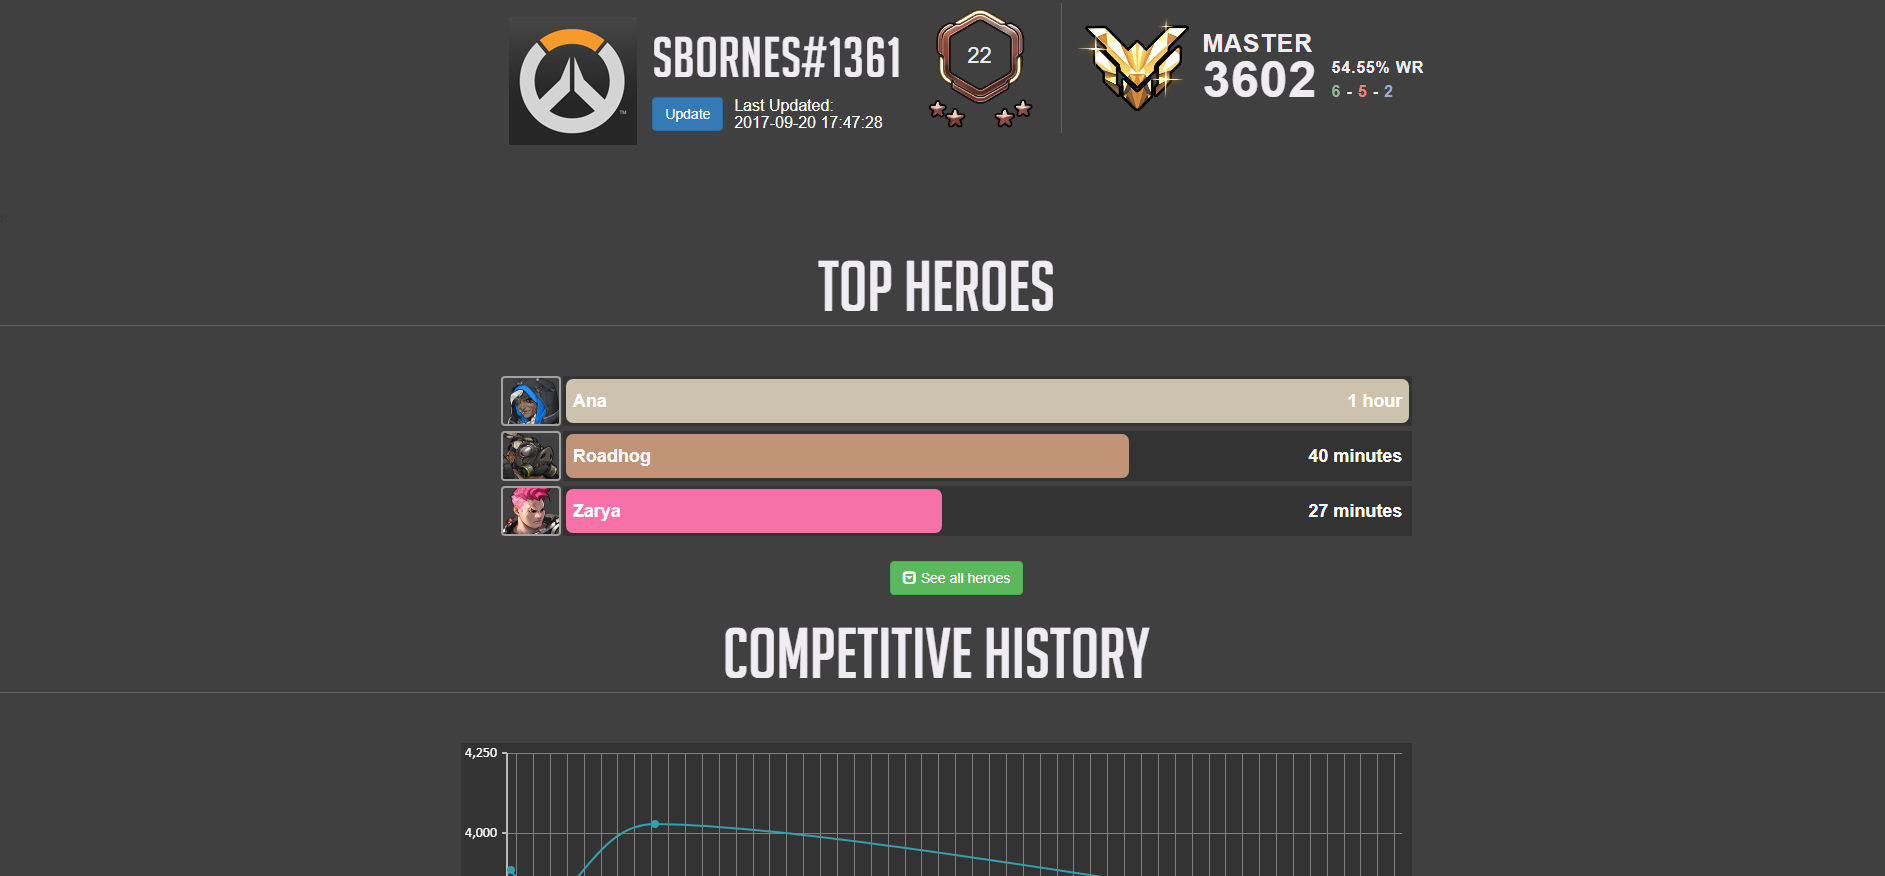 SBORNES#1361
Update
Last Updated:
2017-09-20 17:47:28
22
MASTER
3602
54.55% WR
6 - 5 - 2
TOP HEROES
Ana 1 hour
Roadhog 40 minutes
Zarya 27 minutes
See all heroes
COMPETITIVE HISTORY
4,250
4,000